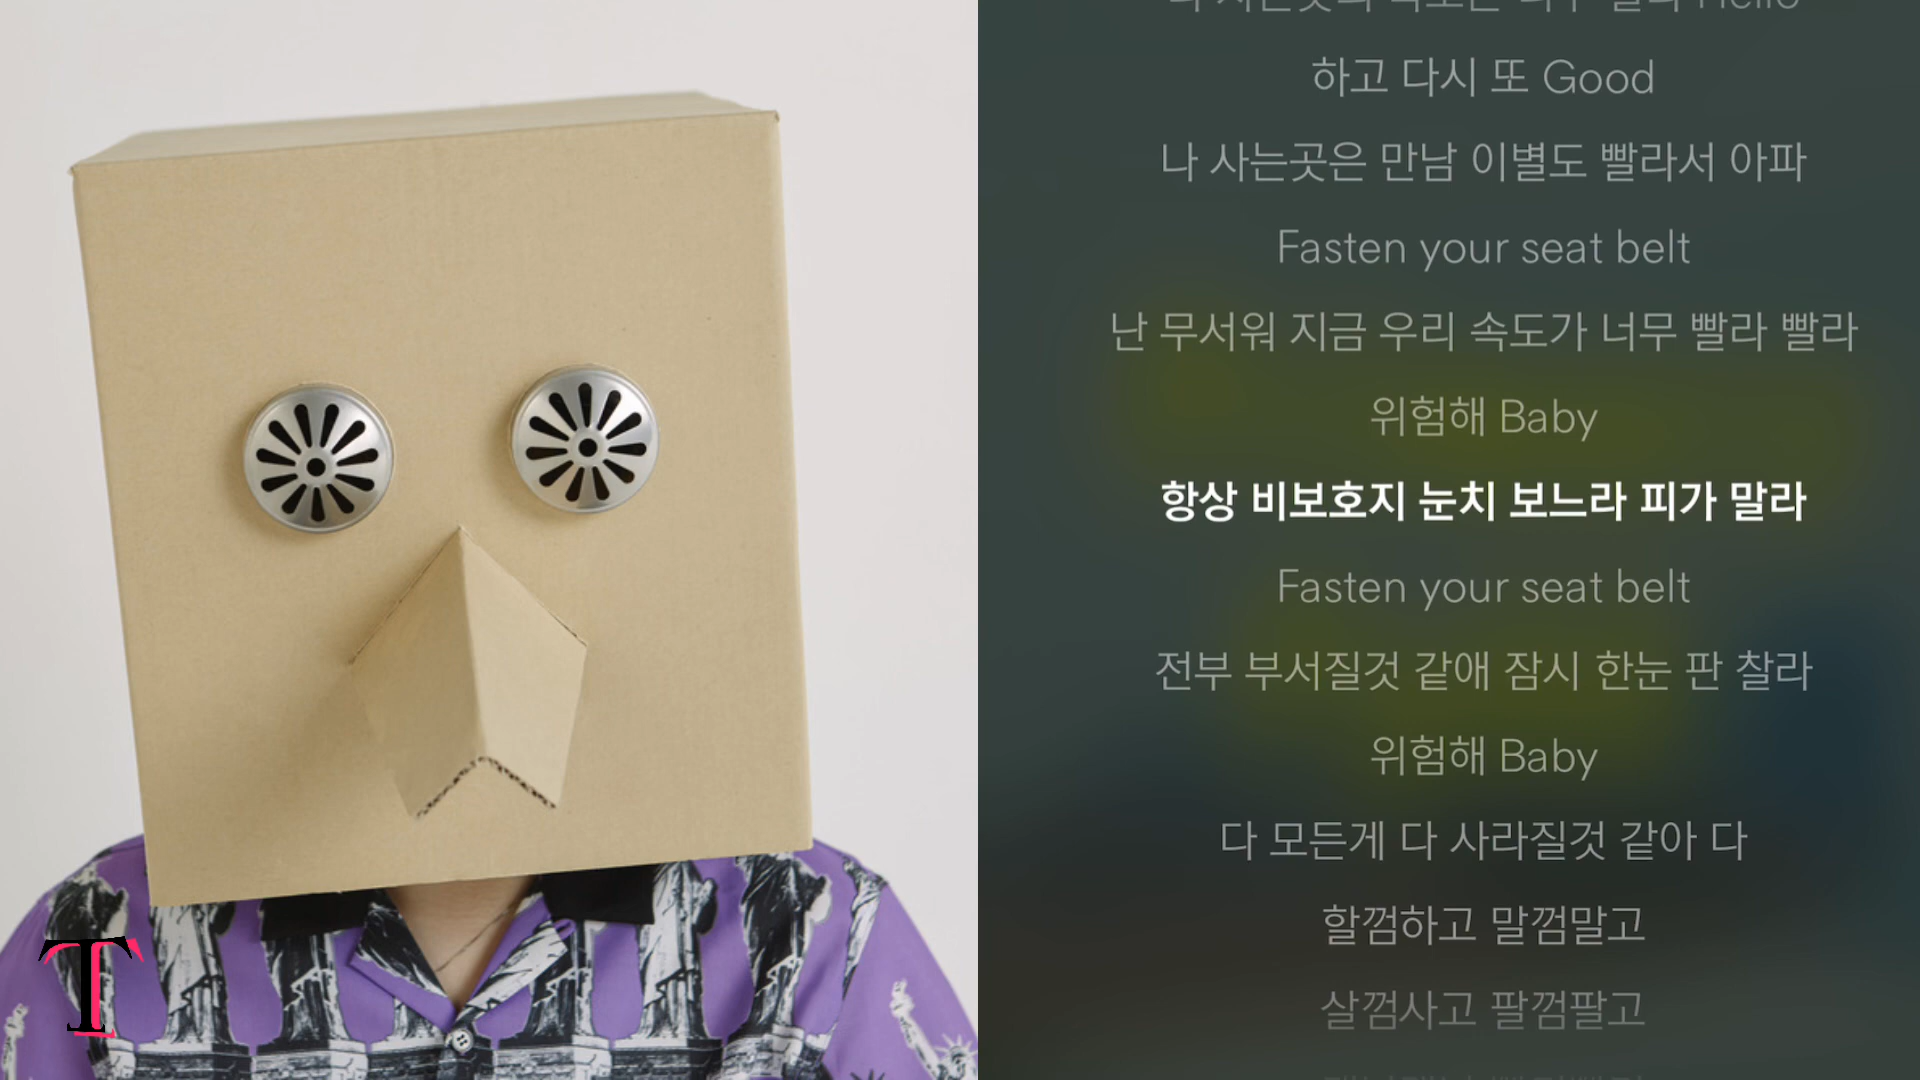 하고 다시 또 Good
나 사는곳은 만남 이별도 빨라서 아파
Fasten your seat belt
난 무서워 지금 우리 속도가 너무 빨라 빨라
위험해 Baby
항상 비보호지 눈치 보느라 피가 말라
Fasten your seat belt
전부 부서질것 같애 잠시 한눈 판 찰라
위험해 Baby
다 모든게 다 사라질것 같아 다
할껌하고 말껌말고
살껌사고 팔껌팔고
T